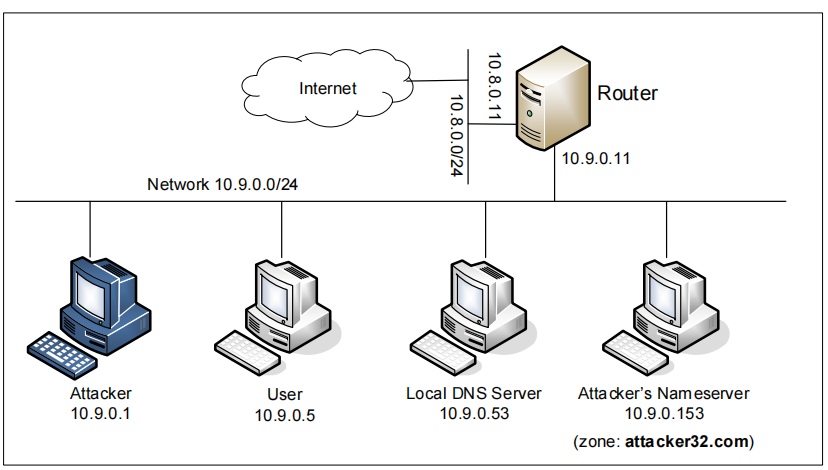 Internet
10.8.0.11
10.8.0.0/24
Router
10.9.0.11
Network 10.9.0.0/24
Attacker
10.9.0.1
User
10.9.0.5
Local DNS Server
10.9.0.53
Attacker's Nameserver
10.9.0.153
(zone: attacker32.com)